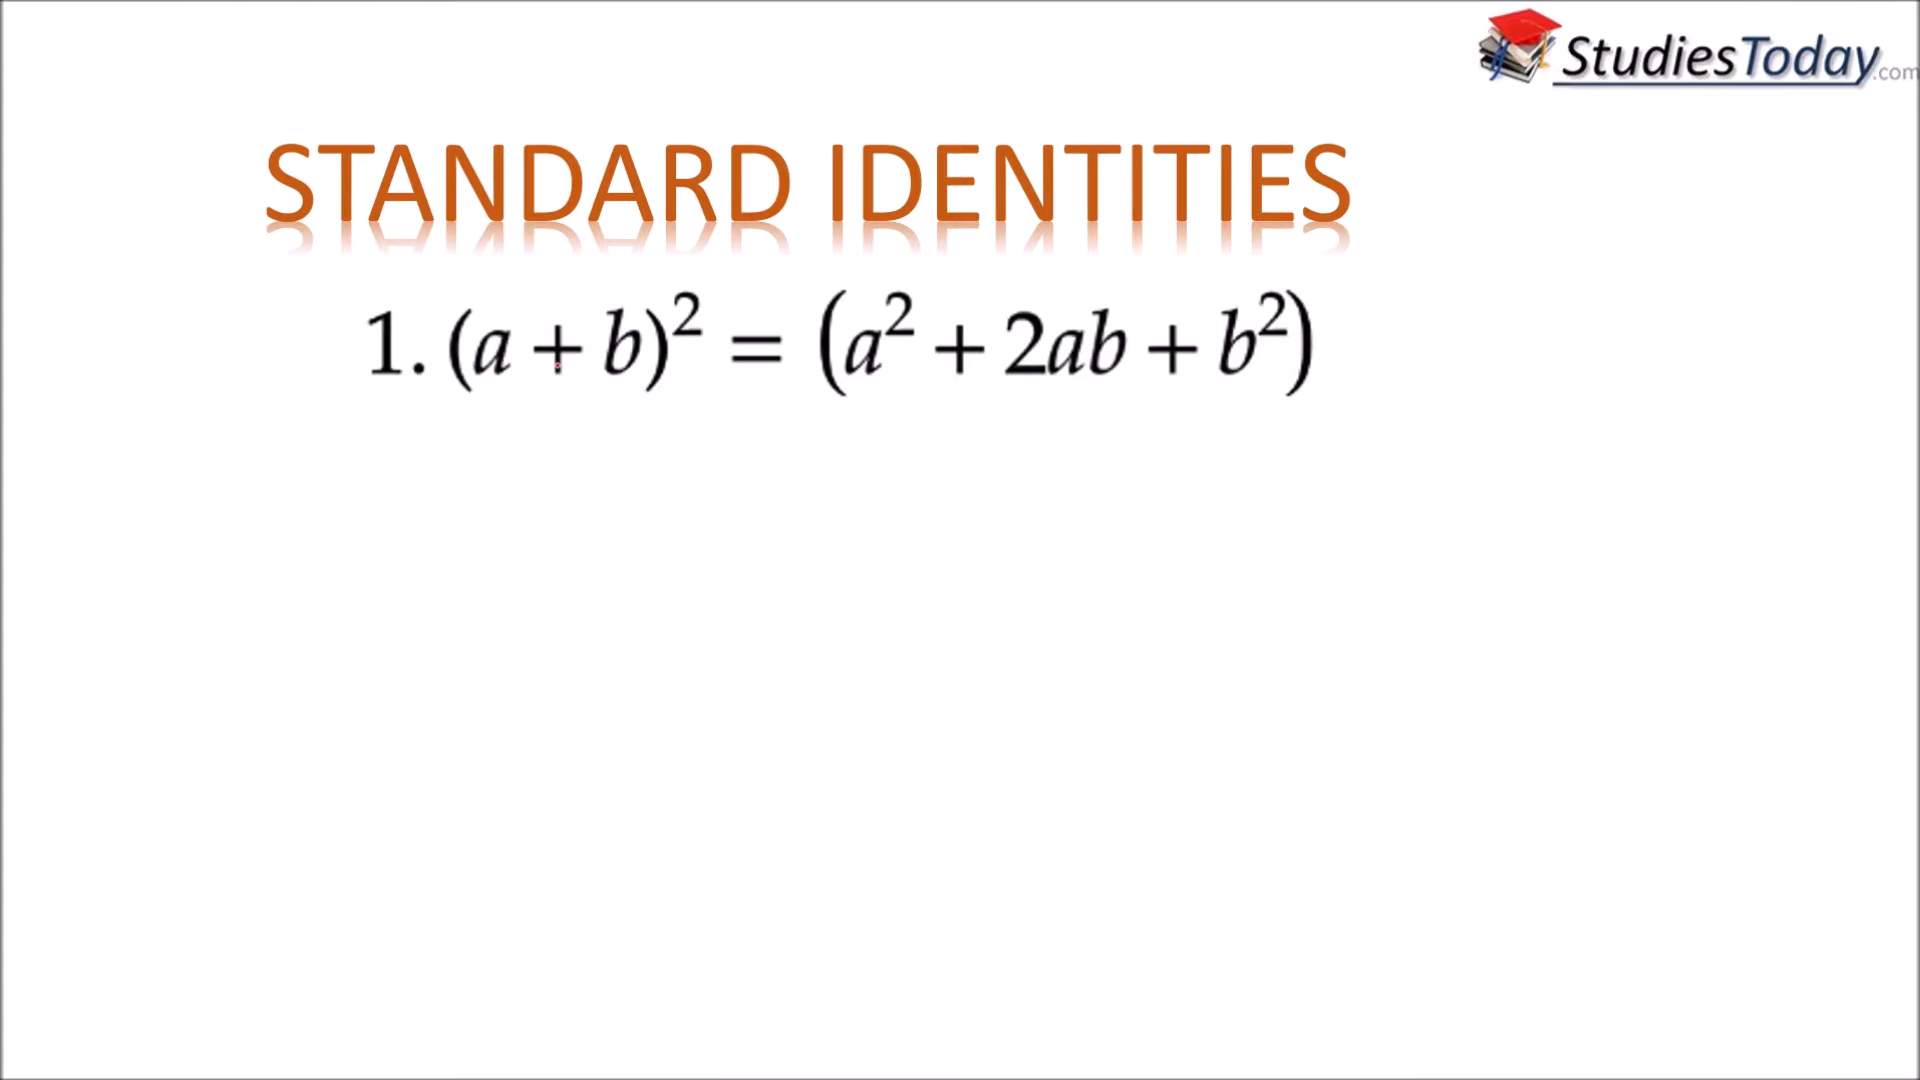 StudiesToday.com
STANDARD IDENTITIES
1. (a + b)² = (a² + 2ab + b²)